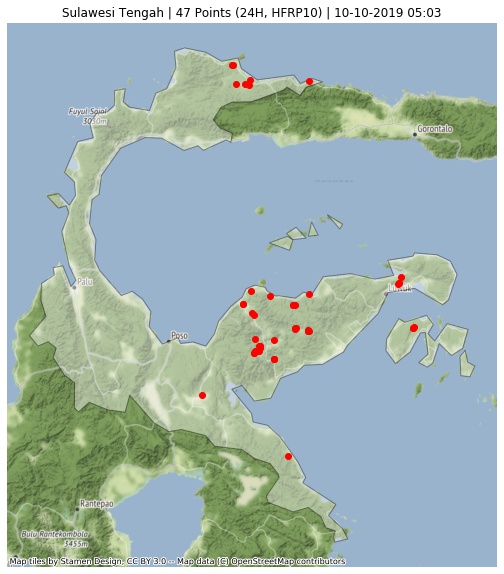 Sulawesi Tengah | 47 Points (24H, HFRP10) | 10-10-2019 05:03
Fuyul Sojol
3030m
Gorontalo
Palu
Luwuk
Poso
Rantepao
Bulu Rantekombola
3455m
Map tiles by Stamen Design, CC BY 3.0 -- Map data (C) OpenStreetMap contributors